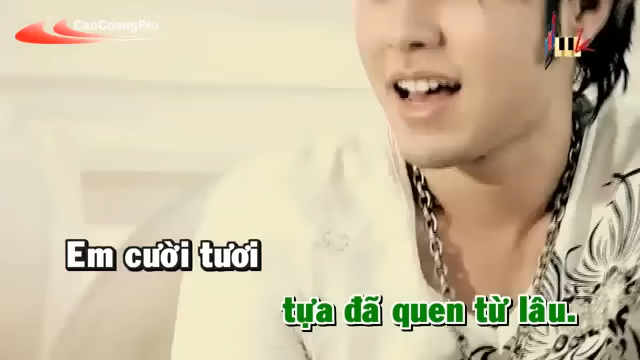 CaoCuongPro
Em cười tươi
tựa đã quen từ lâu.